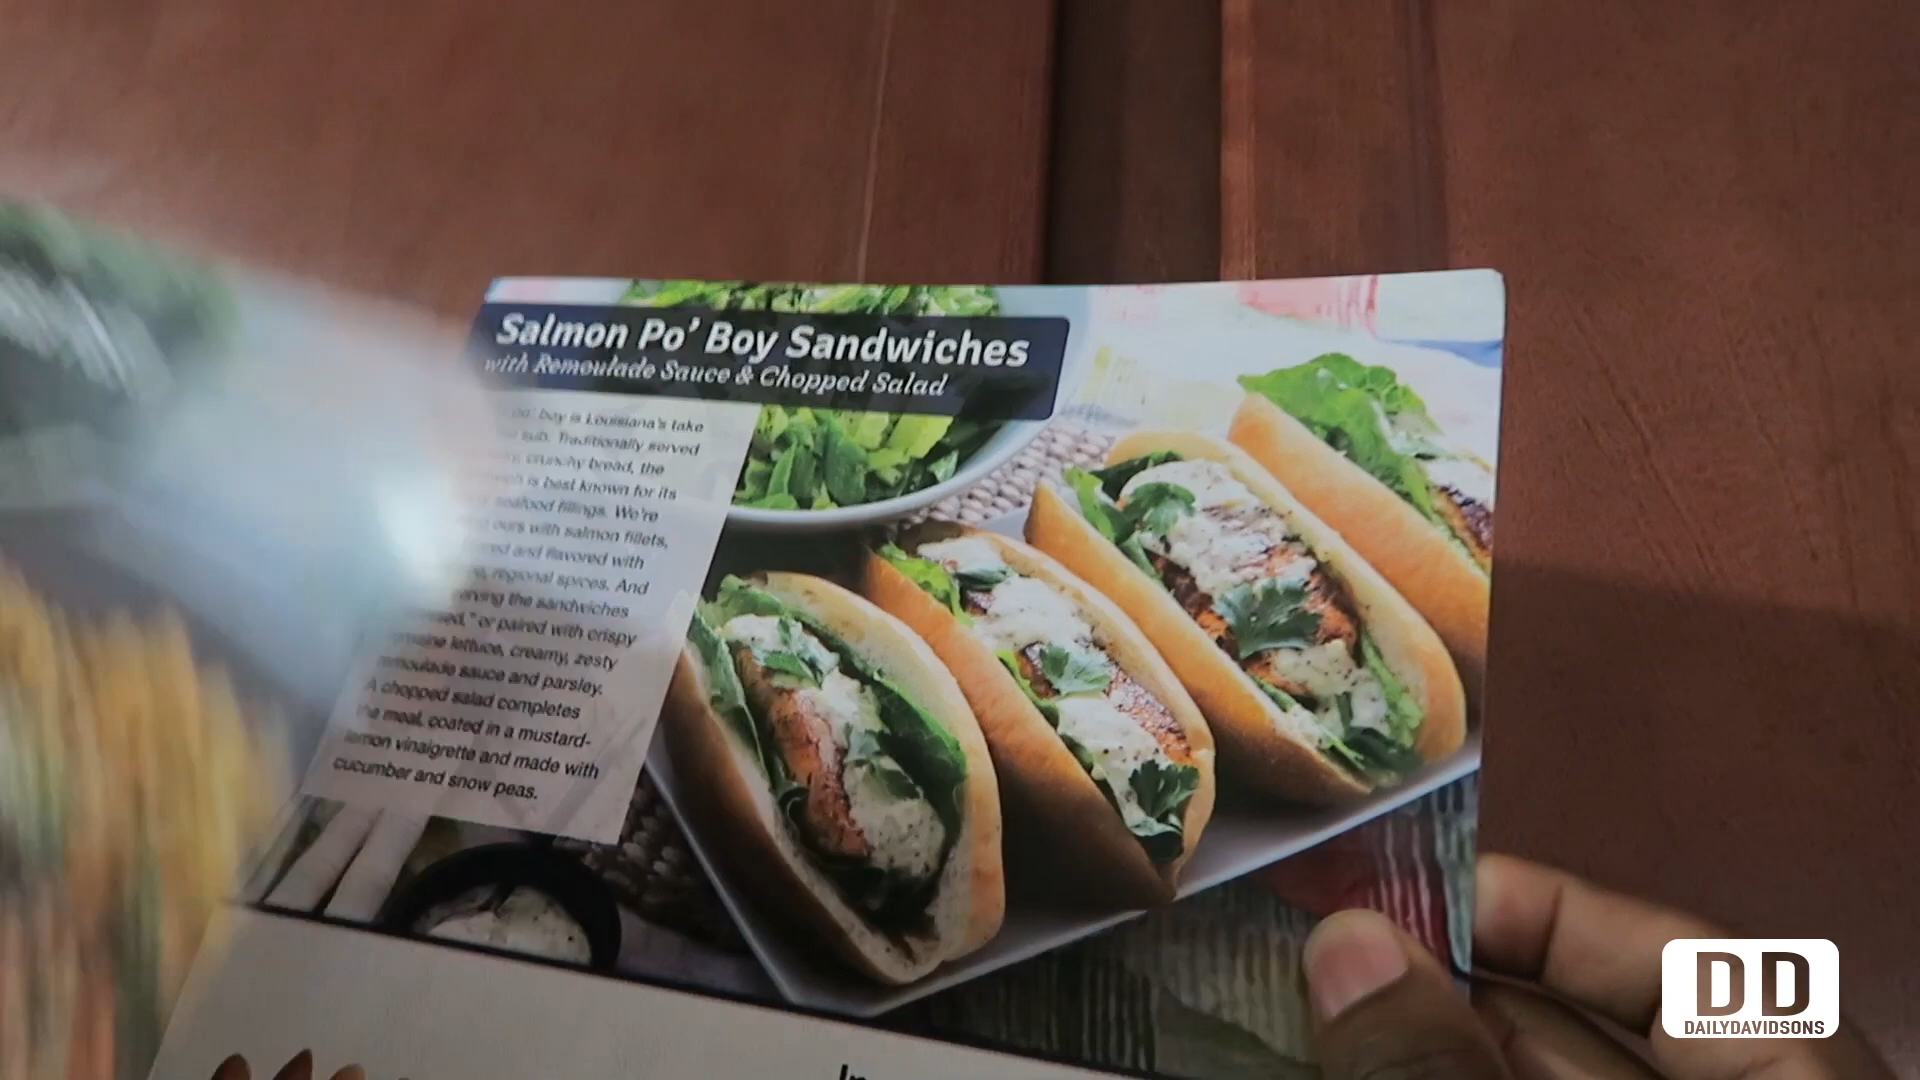 Salmon Po' Boy Sandwiches
with Remoulade Sauce & Chopped Salad
boy is Louisiana's take
sub. Traditionally served
crunchy bread, the
is best known for its
seafood fillings. We're
ours with salmon fillets,
and flavored with
regional spices. And
the sandwiches
or paired with crispy
lettuce, creamy, zesty
remoulade sauce and parsley.
A chopped salad completes
the meal, coated in a mustard-
lemon vinaigrette and made with
cucumber and snow peas.
DD
DAILYDAVIDSONS